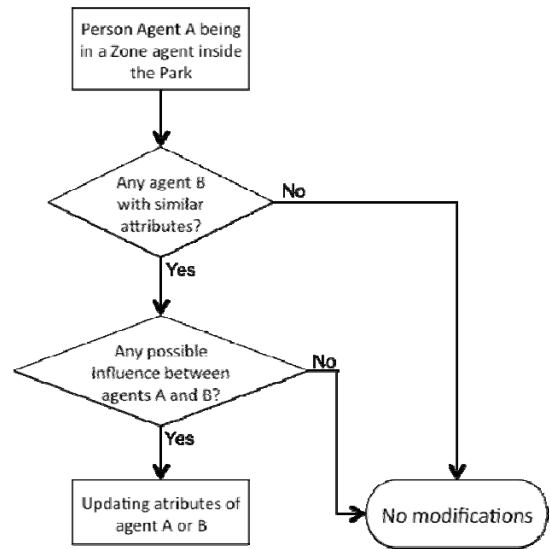 Person Agent A being
in a Zone agent inside
the Park
Any agent B
with similar
attributes?
No
Yes
Any possible
influence between
agents A and B?
No
Yes
Updating atributes of
agent A or B
No modifications